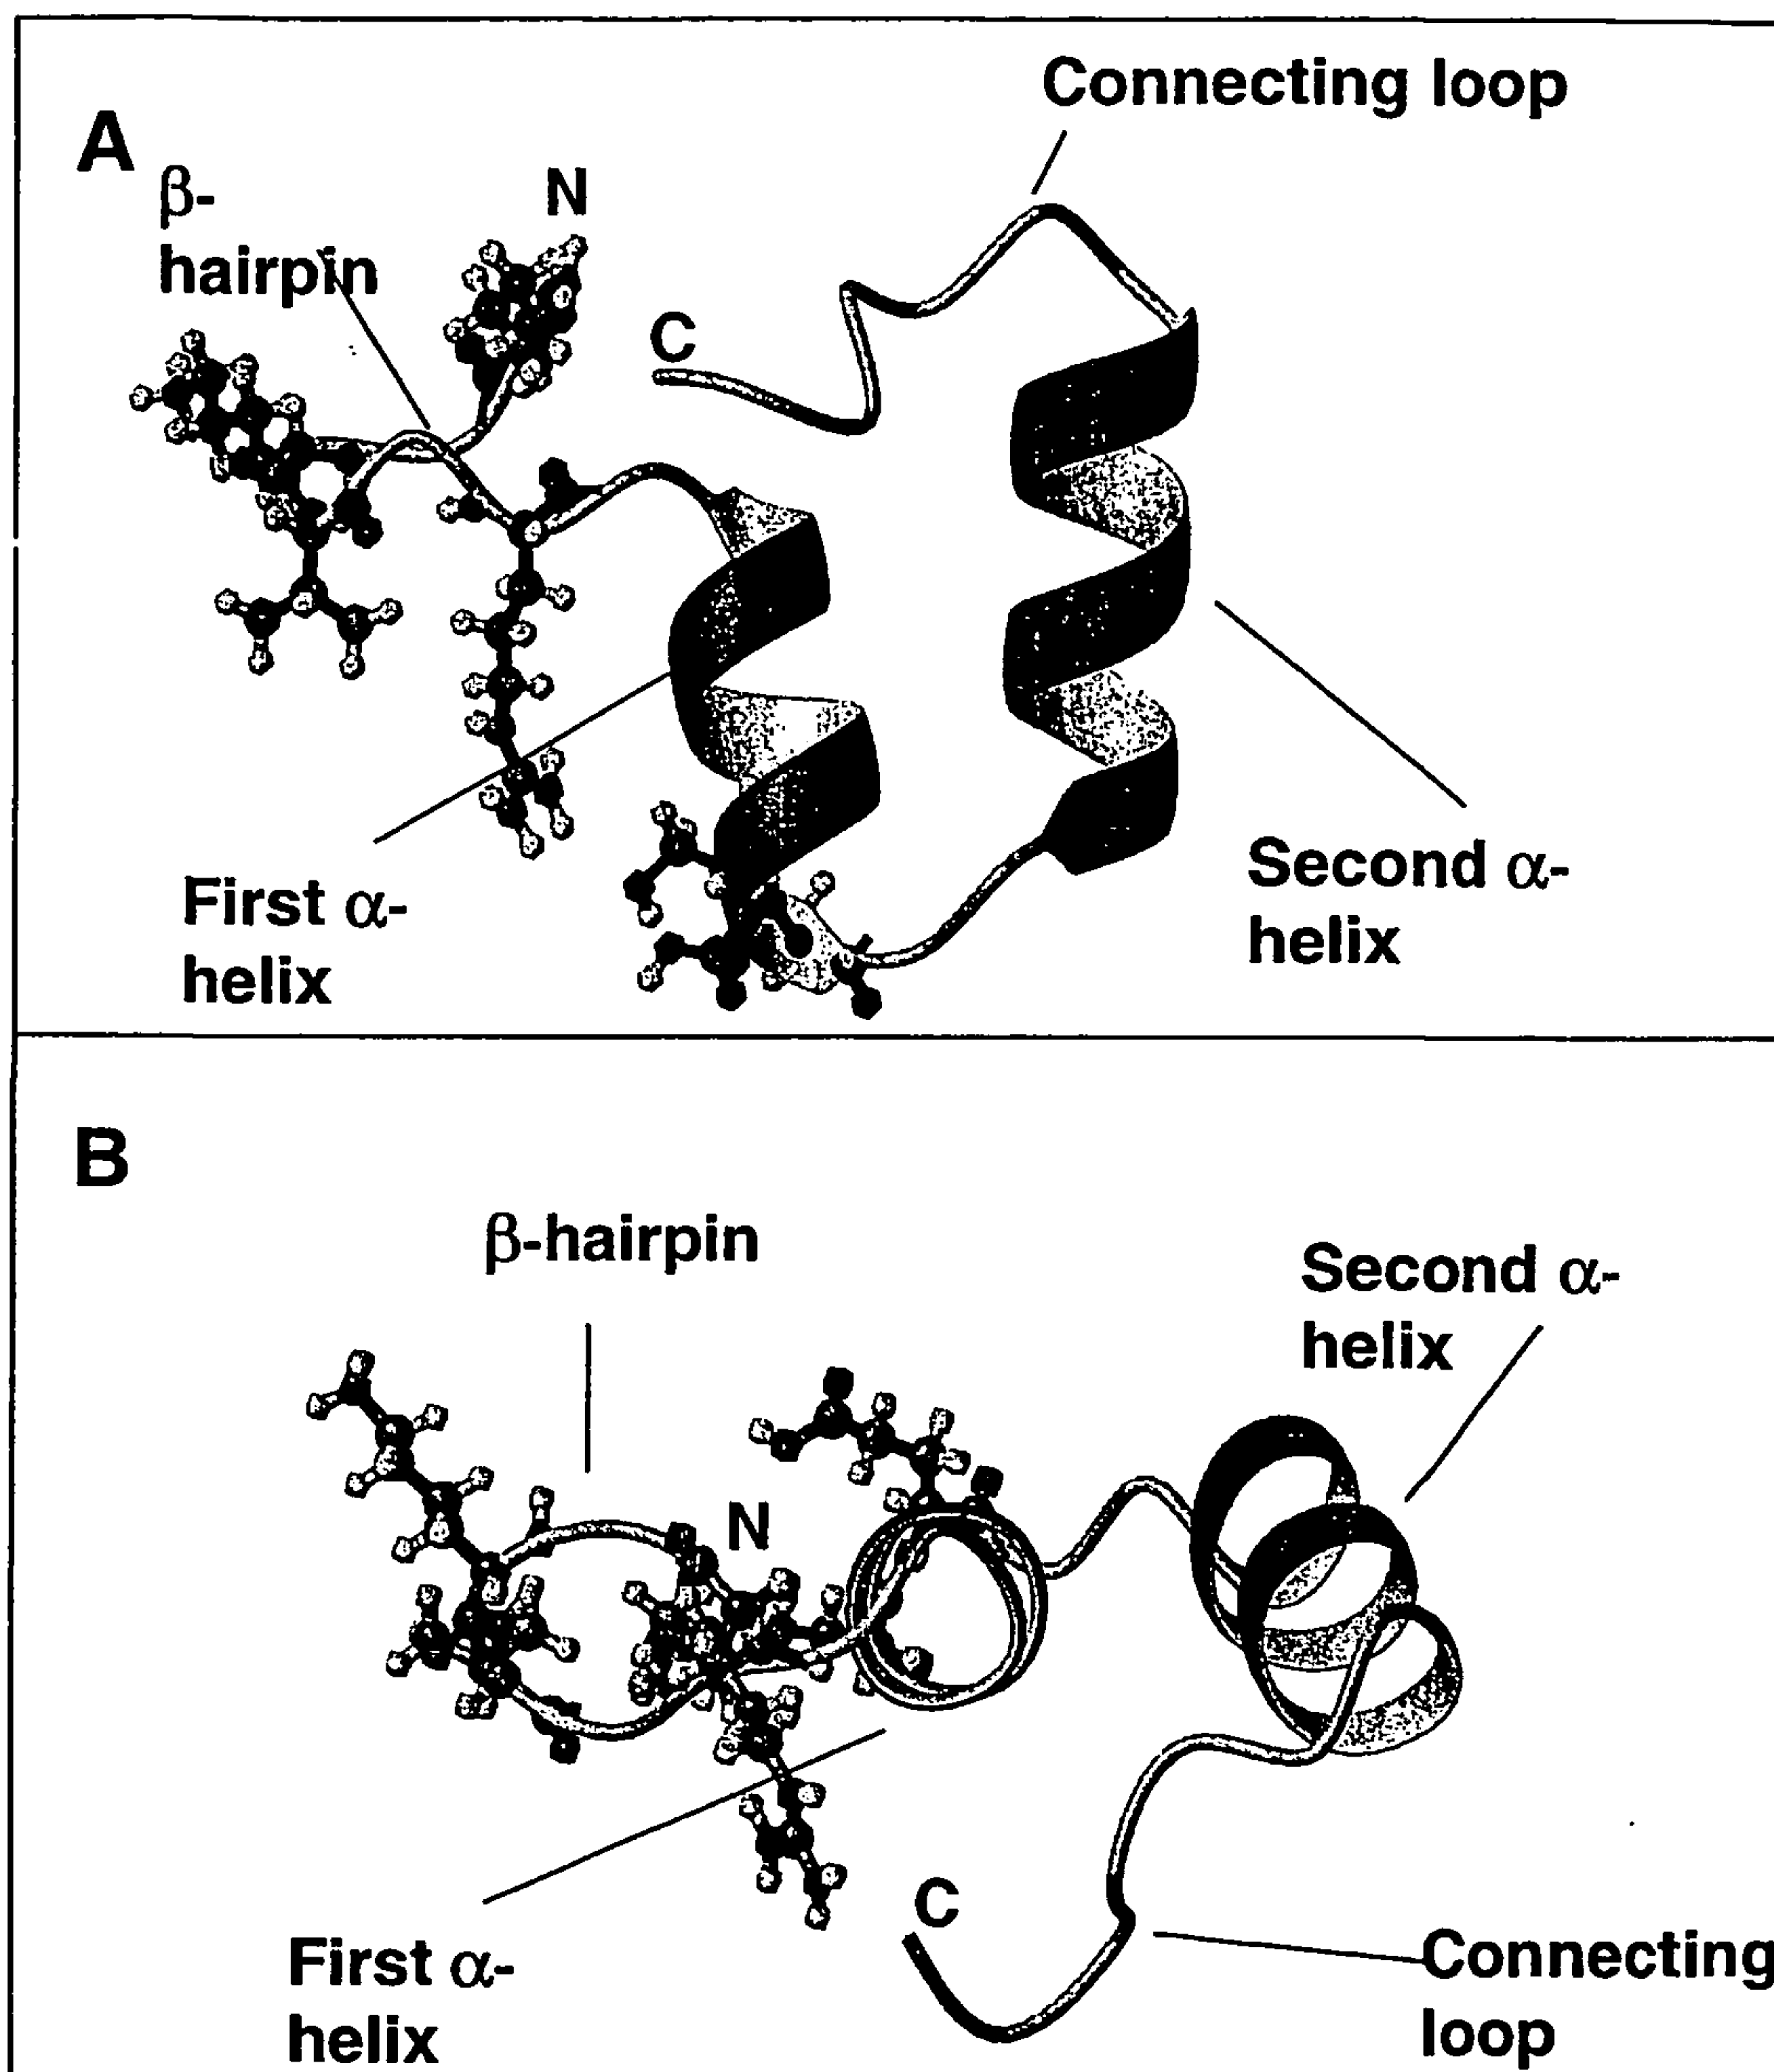 A
Connecting loop
β-
hairpin
N
C
First α-
helix
Second α-
helix
B
β-hairpin
Second α-
helix
N
C
First α-
helix
Connecting
loop